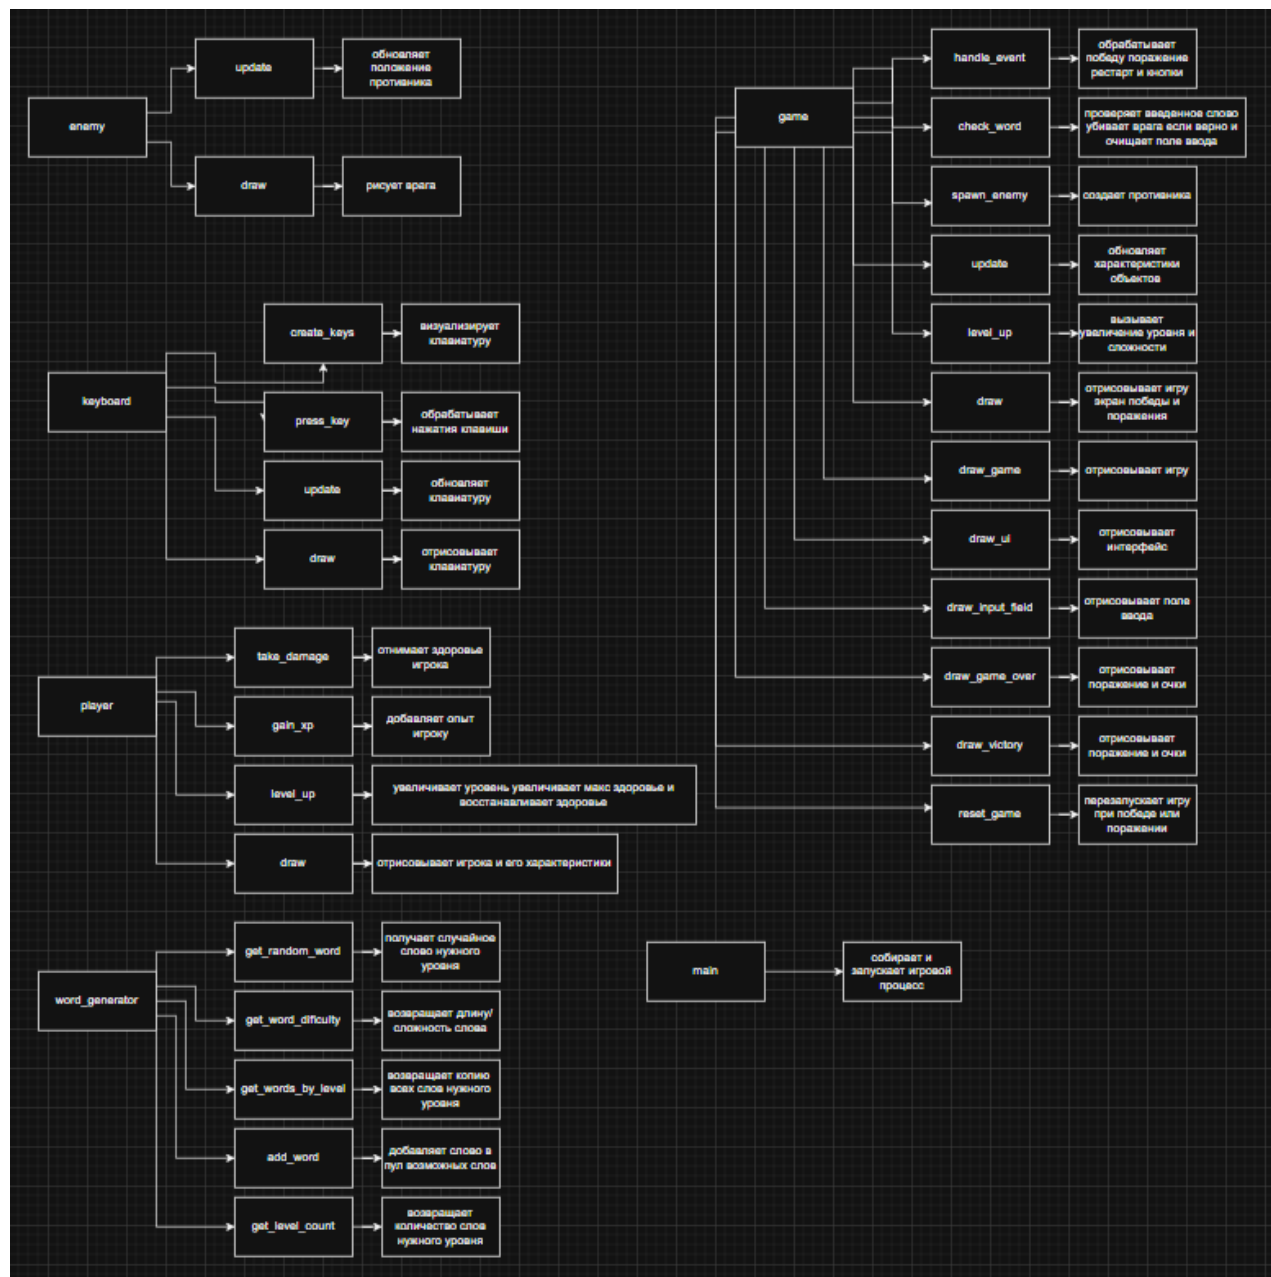 enemy
update
обновляет
положение
противника
draw
рисует врага
keyboard
create_keys
визуализирует
клавиатуру
press_key
обрабатывает
нажатия клавиши
update
обновляет
клавиатуру
draw
отрисовывает
клавиатуру
player
take_damage
отнимает здоровье
игрока
gain_xp
добавляет опыт
игроку
level_up
увеличивает уровень увеличивает макс здоровье и
восстанавливает здоровье
draw
отрисовывает игрока и его характеристики
word_generator
get_random_word
получает случайное
слово нужного
уровня
get_word_dificulty
возвращает длину/
сложность слова
get_words_by_level
возвращает копию
всех слов нужного
уровня
add_word
добавляет слово в
пул возможных слов
get_level_count
возвращает
количество слов
нужного уровня
game
handle_event
обрабатывает
победу поражение
рестарт и кнопки
check_word
проверяет введенное слово
убивает врага если верно и
очищает поле ввода
spawn_enemy
создает противника
update
обновляет
характеристики
объектов
level_up
вызывает
увеличение уровня и
сложности
draw
отрисовывает игру
экран победы и
поражения
draw_game
отрисовывает игру
draw_ui
отрисовывает
интерфейс
draw_input_field
отрисовывает поле
ввода
draw_game_over
отрисовывает
поражение и очки
draw_victory
отрисовывает
поражение и очки
reset_game
перезапускает игру
при победе или
поражении
main
собирает и
запускает игровой
процесс